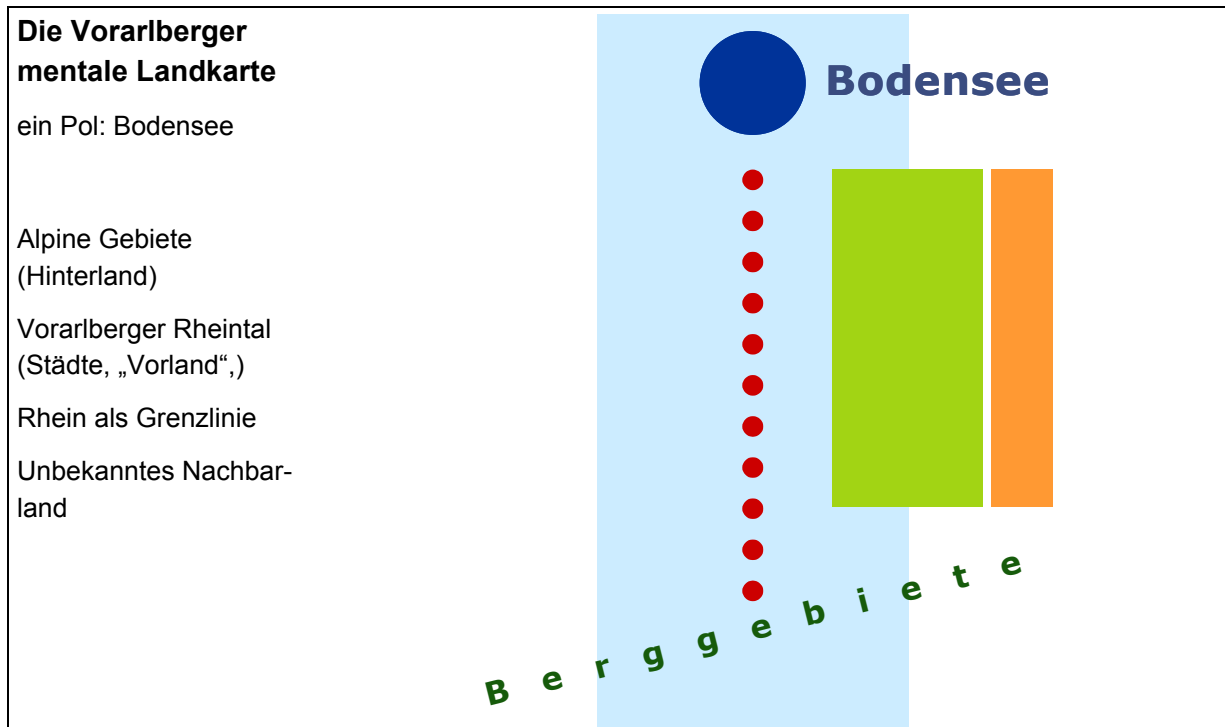 Die Vorarlberger
mentale Landkarte
ein Pol: Bodensee
Alpine Gebiete
(Hinterland)
Vorarlberger Rheintal
(Städte, „Vorland“,)
Rhein als Grenzlinie
Unbekanntes Nachbar-
land
Bodensee
Berggebiete